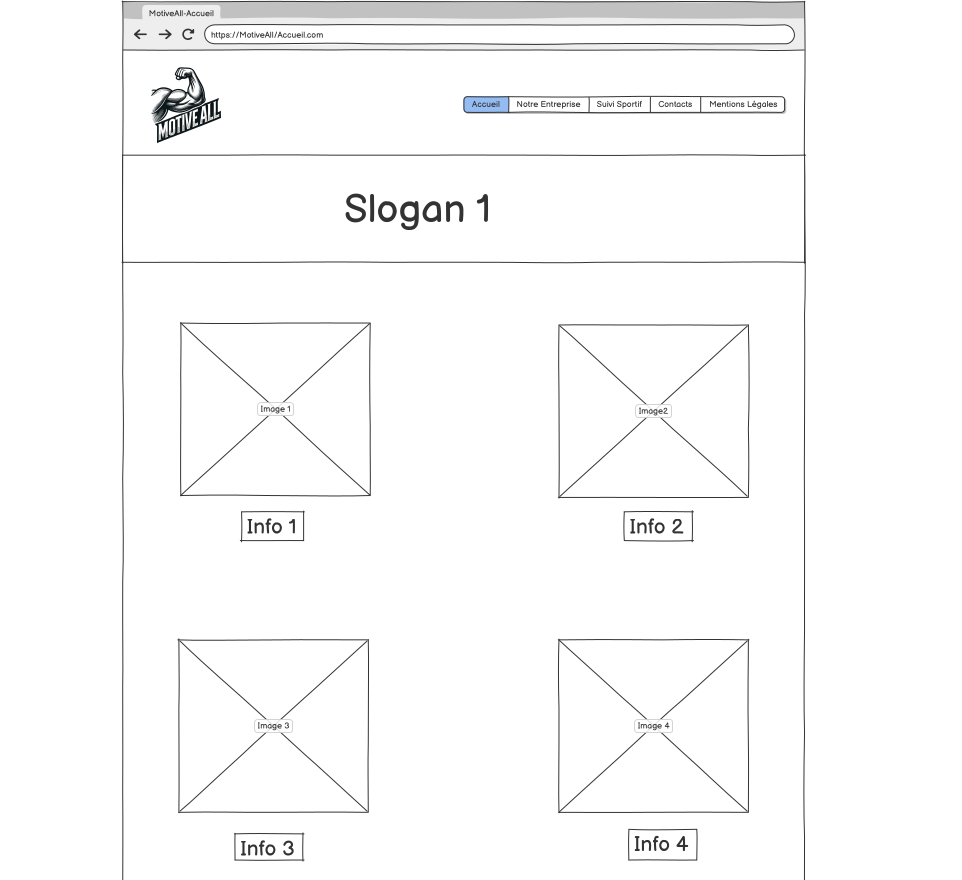 MotiveAll-Accueil
https://MotiveAll/Accueil.com
MOTIVE ALL
Accueil Notre Entreprise Suivi Sportif Contacts Mentions Légales
Slogan 1
Image 1 Image2
Info 1 Info 2
Image 3 Image 4
Info 3 Info 4